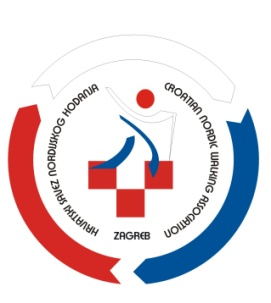 HRVATSKI SAVEZ NORDIJSKOG HODANJA
CROATIAN NORDIC WALKING ASSOCIATION
ZAGREB